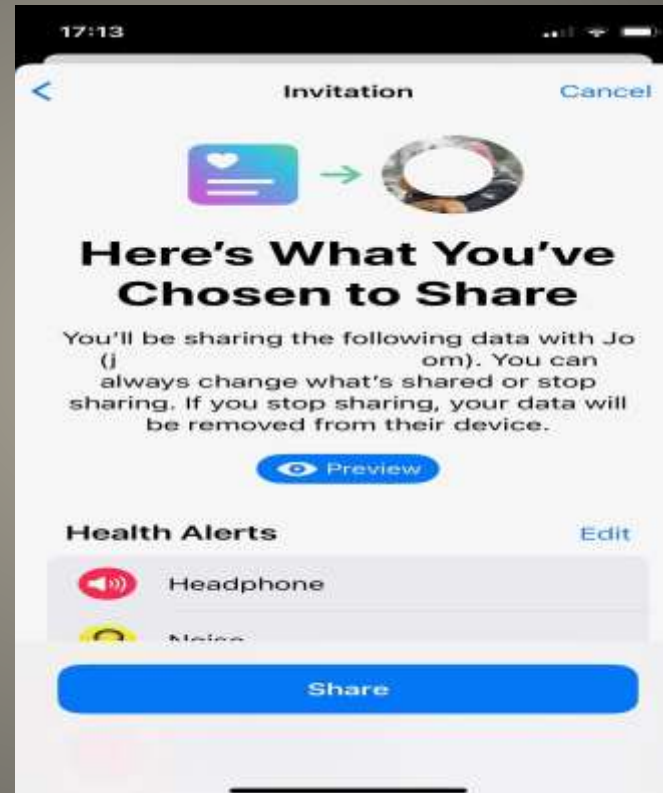 17:13
Invitation
Cancel
Here's What You've
Chosen to Share
You'll be sharing the following data with Jo
(j om). You can
always change what's shared or stop
sharing. If you stop sharing, your data will
be removed from their device.
Preview
Health Alerts
Edit
Headphone
Noise
Share